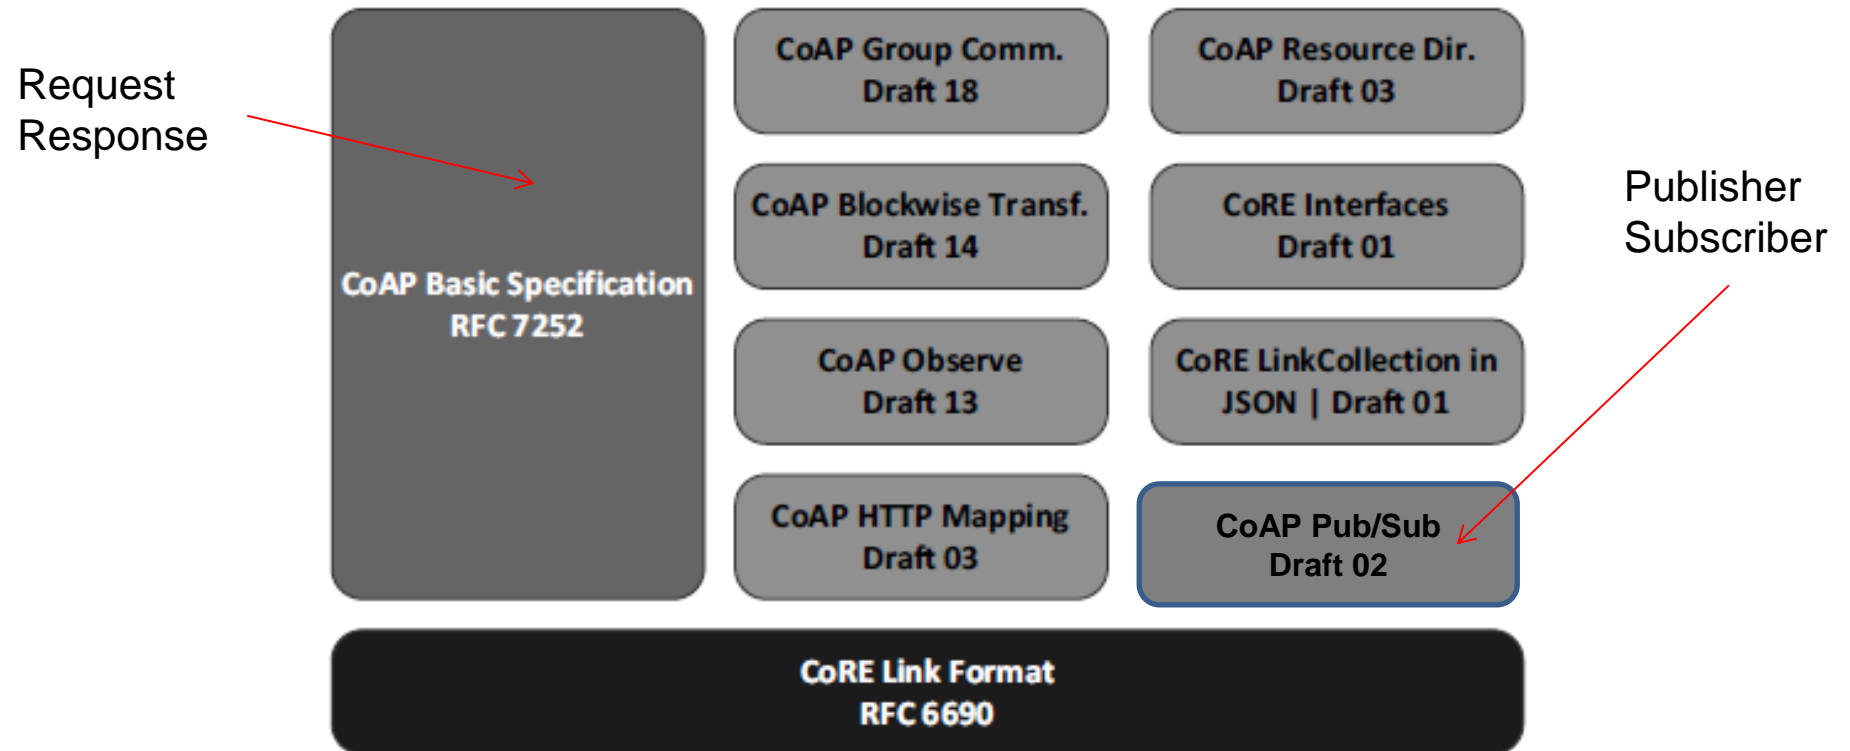 Request
Response
CoAP Basic Specification
RFC 7252
CoAP Group Comm.
Draft 18
CoAP Resource Dir.
Draft 03
CoAP Blockwise Transf.
Draft 14
CoRE Interfaces
Draft 01
CoAP Observe
Draft 13
CoRE LinkCollection in
JSON | Draft 01
CoAP HTTP Mapping
Draft 03
CoAP Pub/Sub
Draft 02
Publisher
Subscriber
CoRE Link Format
RFC 6690